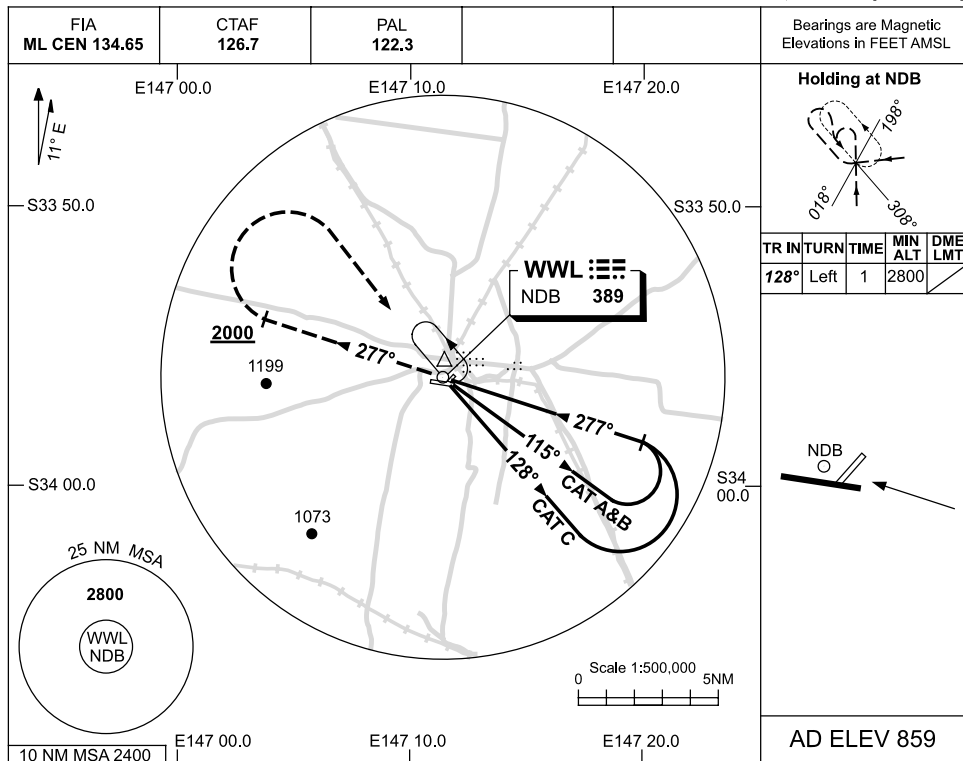 FIA
ML CEN 134.65
CTAF
126.7
PAL
122.3
Bearings are Magnetic
Elevations in FEET AMSL
11° E
E147 00.0
E147 10.0
E147 20.0
S33 50.0
S33 50.0
WWL
NDB 389
2000
277°
1199
277°
115°
CAT A&B
128°
CAT C
S34 00.0
S34
00.0
1073
25 NM MSA
2800
WWL
NDB
10 NM MSA 2400
Scale 1:500,000
0 5NM
E147 00.0
E147 10.0
E147 20.0
Holding at NDB
198°
018°
308°
TR IN TURN TIME MIN ALT DME LMT
128° Left 1 2800
NDB
AD ELEV 859